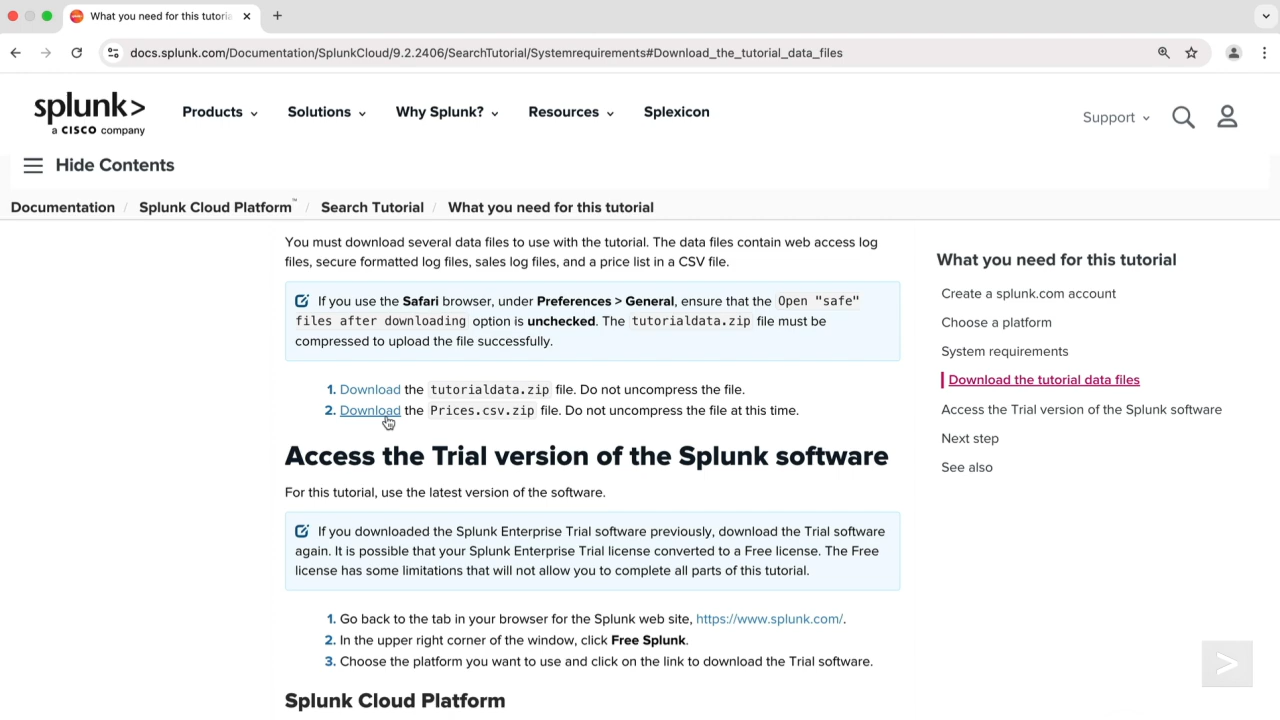 What you need for this tutoria
docs.splunk.com/Documentation/SplunkCloud/9.2.2406/SearchTutorial/Systemrequirements#Download_the_tutorial_data_files
splunk>
a CISCO company
Products
Solutions
Why Splunk?
Resources
Splexicon
Support
Hide Contents
Documentation / Splunk Cloud Platform™ / Search Tutorial / What you need for this tutorial
You must download several data files to use with the tutorial. The data files contain web access log
files, secure formatted log files, sales log files, and a price list in a CSV file.
If you use the Safari browser, under Preferences > General, ensure that the Open "safe"
files after downloading option is unchecked. The tutorialdata.zip file must be
compressed to upload the file successfully.
1. Download the tutorialdata.zip file. Do not uncompress the file.
2. Download the Prices.csv.zip file. Do not uncompress the file at this time.
Access the Trial version of the Splunk software
For this tutorial, use the latest version of the software.
If you downloaded the Splunk Enterprise Trial software previously, download the Trial software
again. It is possible that your Splunk Enterprise Trial license converted to a Free license. The Free
license has some limitations that will not allow you to complete all parts of this tutorial.
1. Go back to the tab in your browser for the Splunk web site, https://www.splunk.com/.
2. In the upper right corner of the window, click Free Splunk.
3. Choose the platform you want to use and click on the link to download the Trial software.
Splunk Cloud Platform
What you need for this tutorial
Create a splunk.com account
Choose a platform
System requirements
Download the tutorial data files
Access the Trial version of the Splunk software
Next step
See also
>